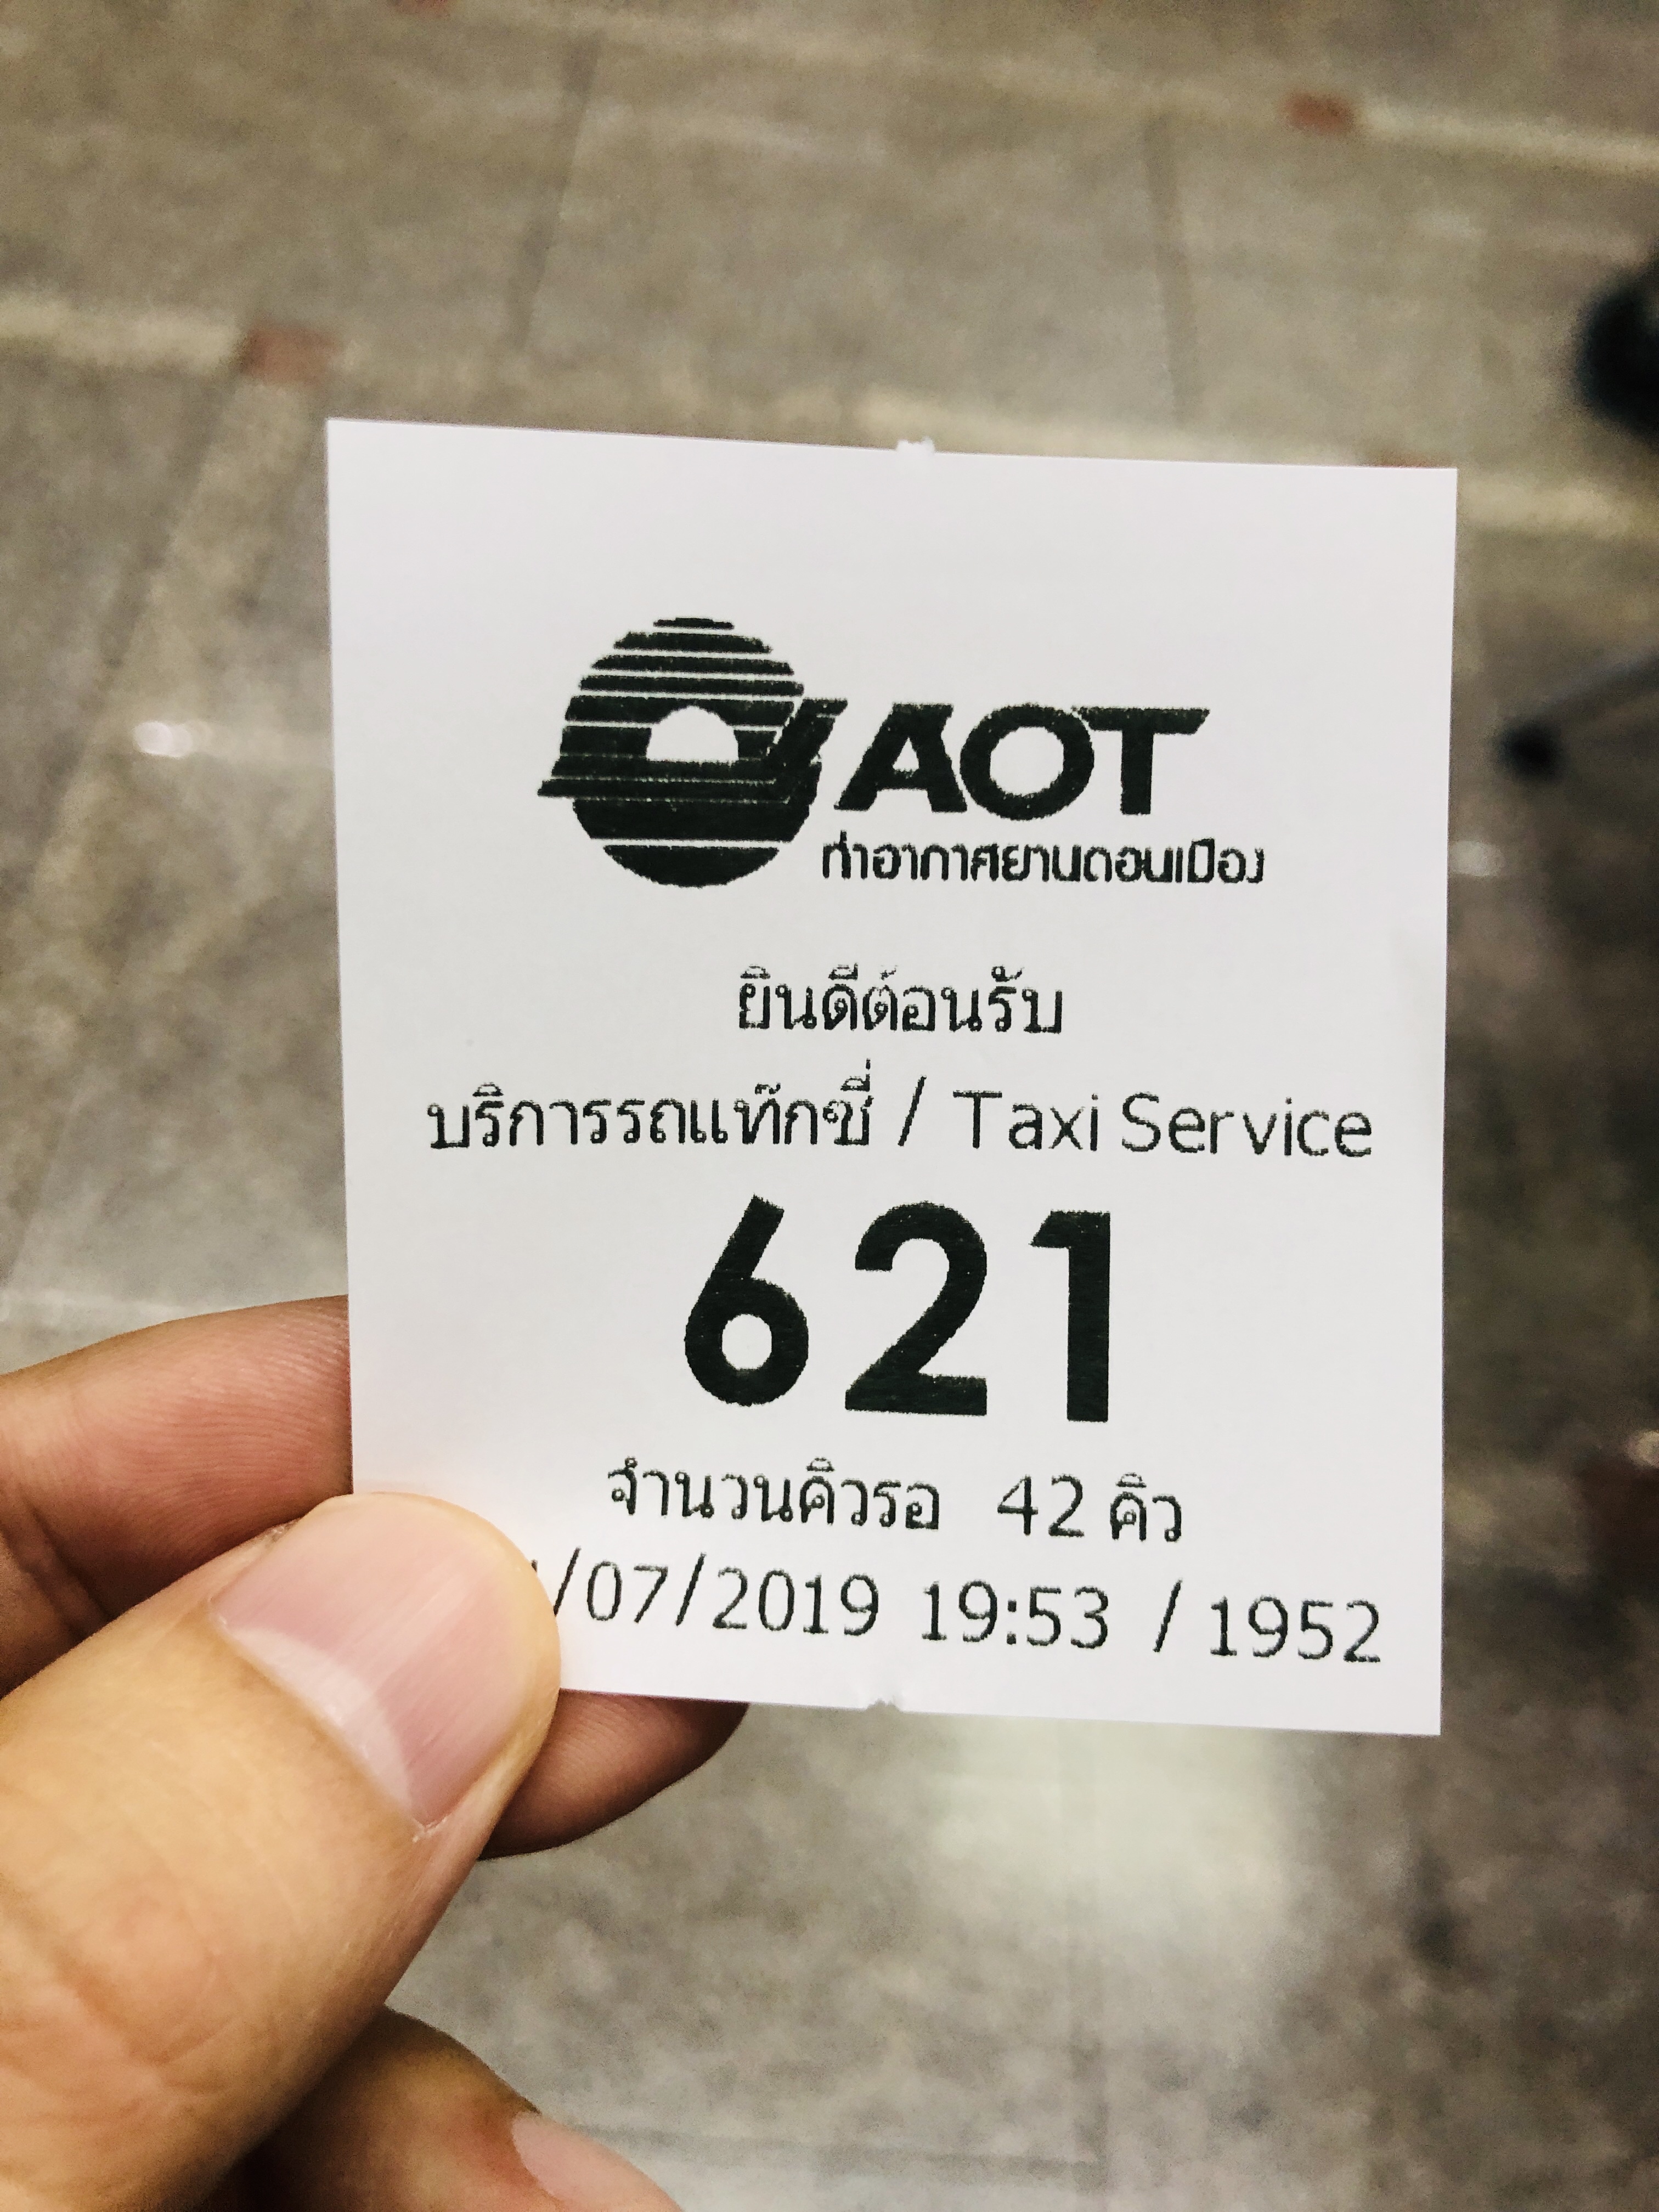 AOT
ท่าอากาศยานดอนเมือง
ยินดีต้อนรับ
บริการรถแท๊กซี่ / Taxi Service
621
จำนวนคิวรอ 42 คิว
/07/2019 19:53 / 1952